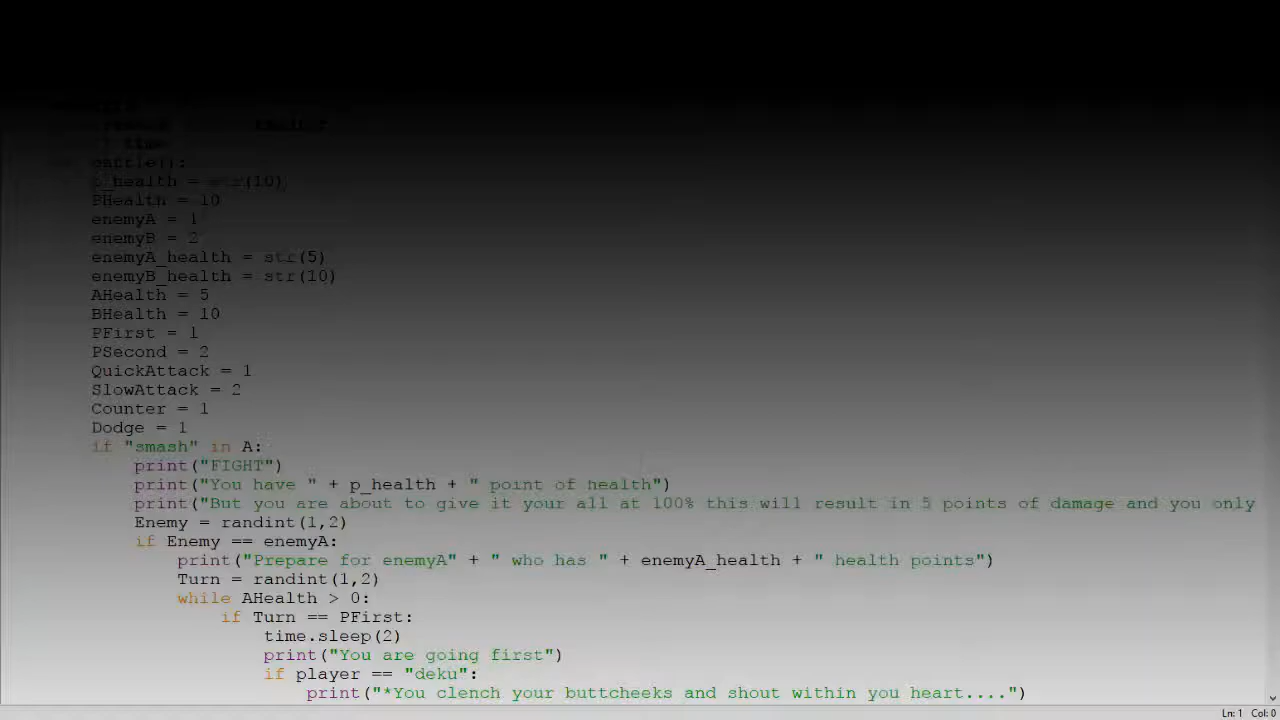 battle():
p_health = str(10)
BHealth = 10
enemyA = 1
enemyB = 2
enemyA_health = str(5)
enemyB_health = str(10)
AHealth = 5
BHealth = 10
PFirst = 1
PSecond = 2
QuickAttack = 1
SlowAttack = 2
Counter = 1
Dodge = 1
if "smash" in A:
print("FIGHT")
print("You have " + p_health + " point of health")
print("But you are about to give it your all at 100% this will result in 5 points of damage and you only
Enemy = randint(1,2)
if Enemy == enemyA:
print("Prepare for enemyA" + " who has " + enemyA_health + " health points")
Turn = randint(1,2)
while AHealth > 0:
if Turn == PFirst:
time.sleep(2)
print("You are going first")
if player == "deku":
print("*You clench your buttcheeks and shout within you heart....")
Ln: 1 Col: 0